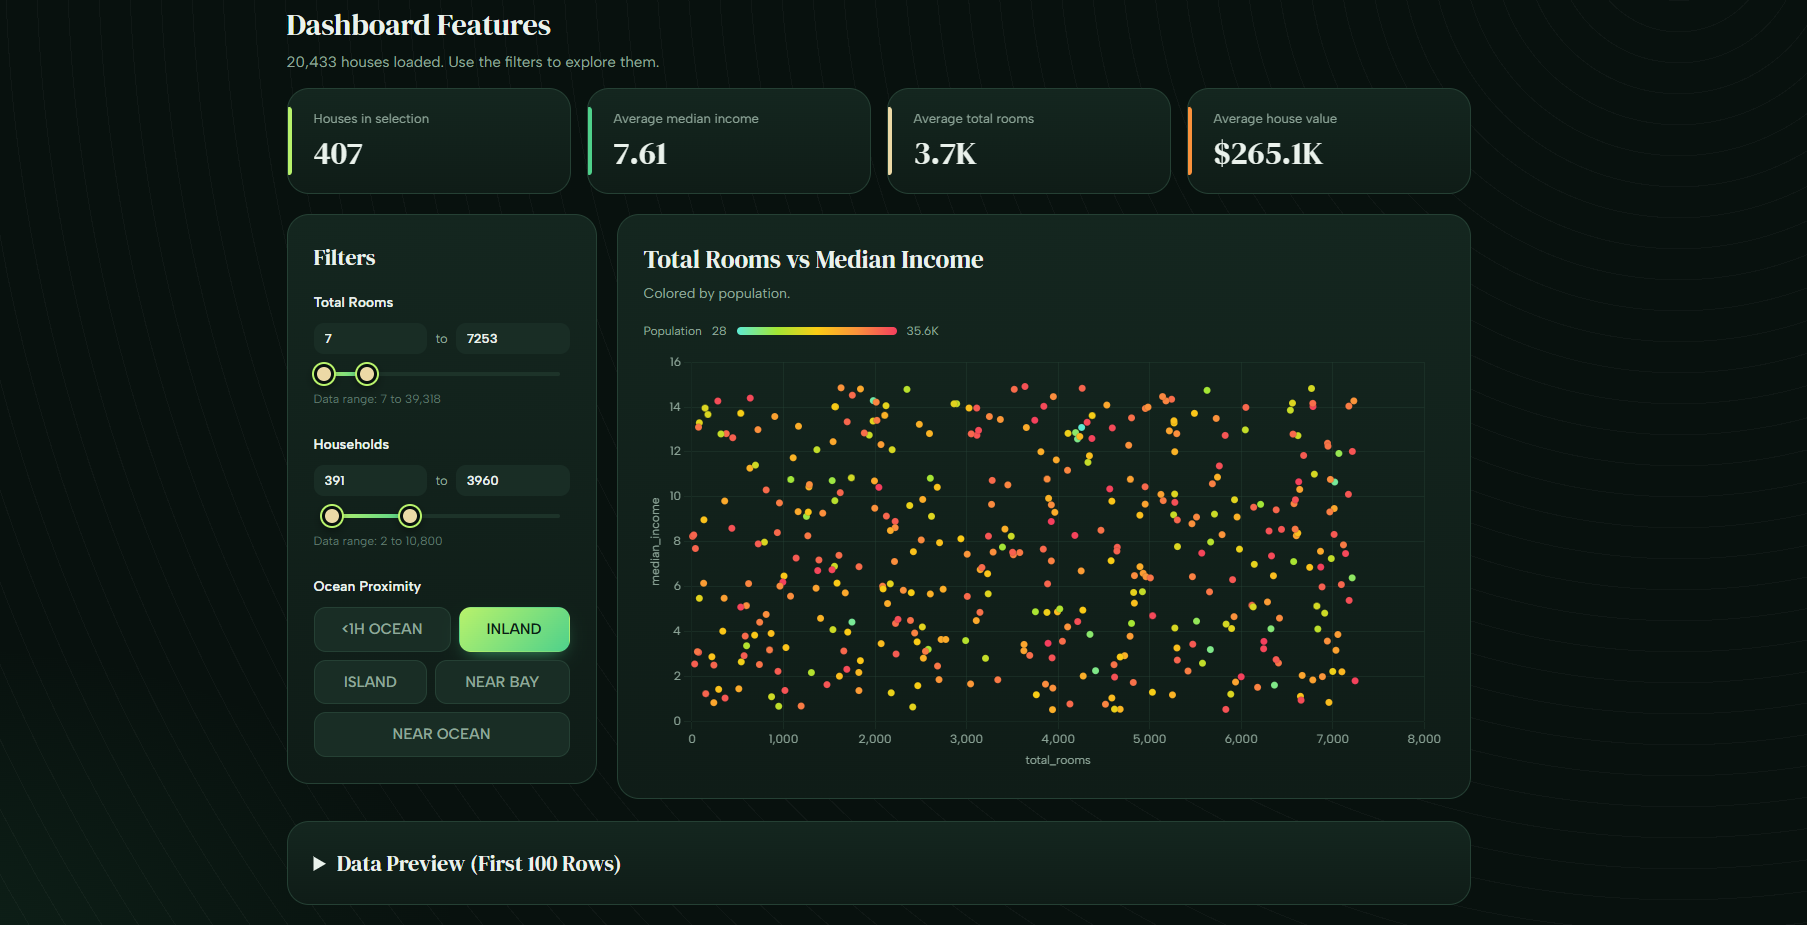 Dashboard Features
20,433 houses loaded. Use the filters to explore them.
Houses in selection
407
Average median income
7.61
Average total rooms
3.7K
Average house value
$265.1K
Filters
Total Rooms
7 to 7253
Data range: 7 to 39,318
Households
391 to 3960
Data range: 2 to 10,800
Ocean Proximity
<1H OCEAN
INLAND
ISLAND
NEAR BAY
NEAR OCEAN
Total Rooms vs Median Income
Colored by population.
Population 28 35.6K
16
14
12
10
8
6
4
2
0
median_income
0 1,000 2,000 3,000 4,000 5,000 6,000 7,000 8,000
total_rooms
Data Preview (First 100 Rows)